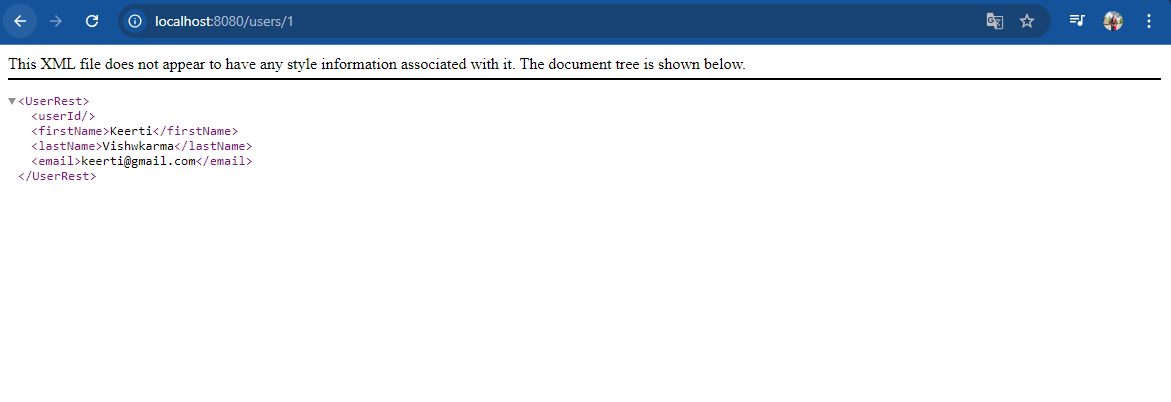 localhost:8080/users/1
This XML file does not appear to have any style information associated with it. The document tree is shown below.
<UserRest>
<userId/>
<firstName>Keerti</firstName>
<lastName>Vishwkarma</lastName>
<email>keerti@gmail.com</email>
</UserRest>